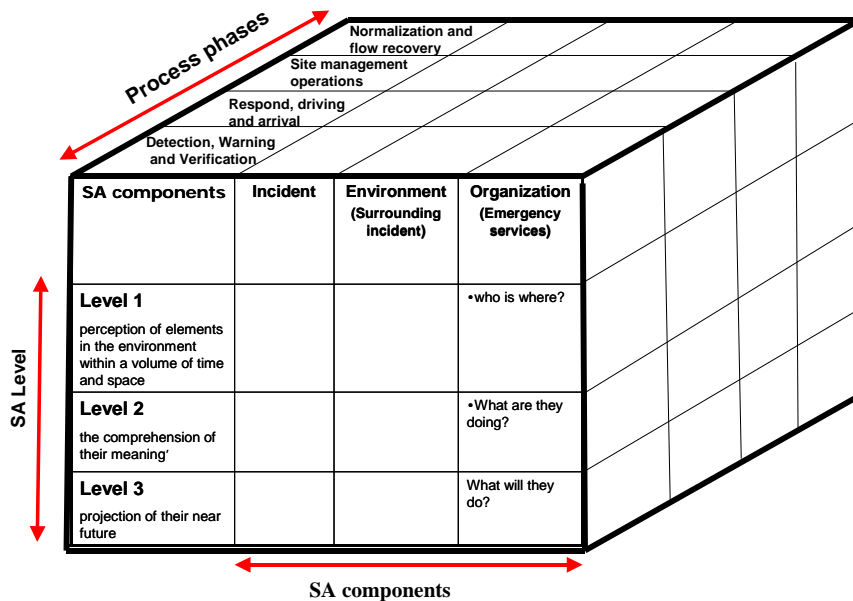 Process phases
Normalization and
flow recovery
Site management
operations
Respond, driving
and arrival
Detection, Warning
and Verification
SA components
Incident
Environment
(Surrounding
incident)
Organization
(Emergency
services)
SA Level
Level 1
perception of elements
in the environment
within a volume of time
and space
•who is where?
Level 2
the comprehension of
their meaning'
•What are they
doing?
Level 3
projection of their near
future
What will they
do?
SA components